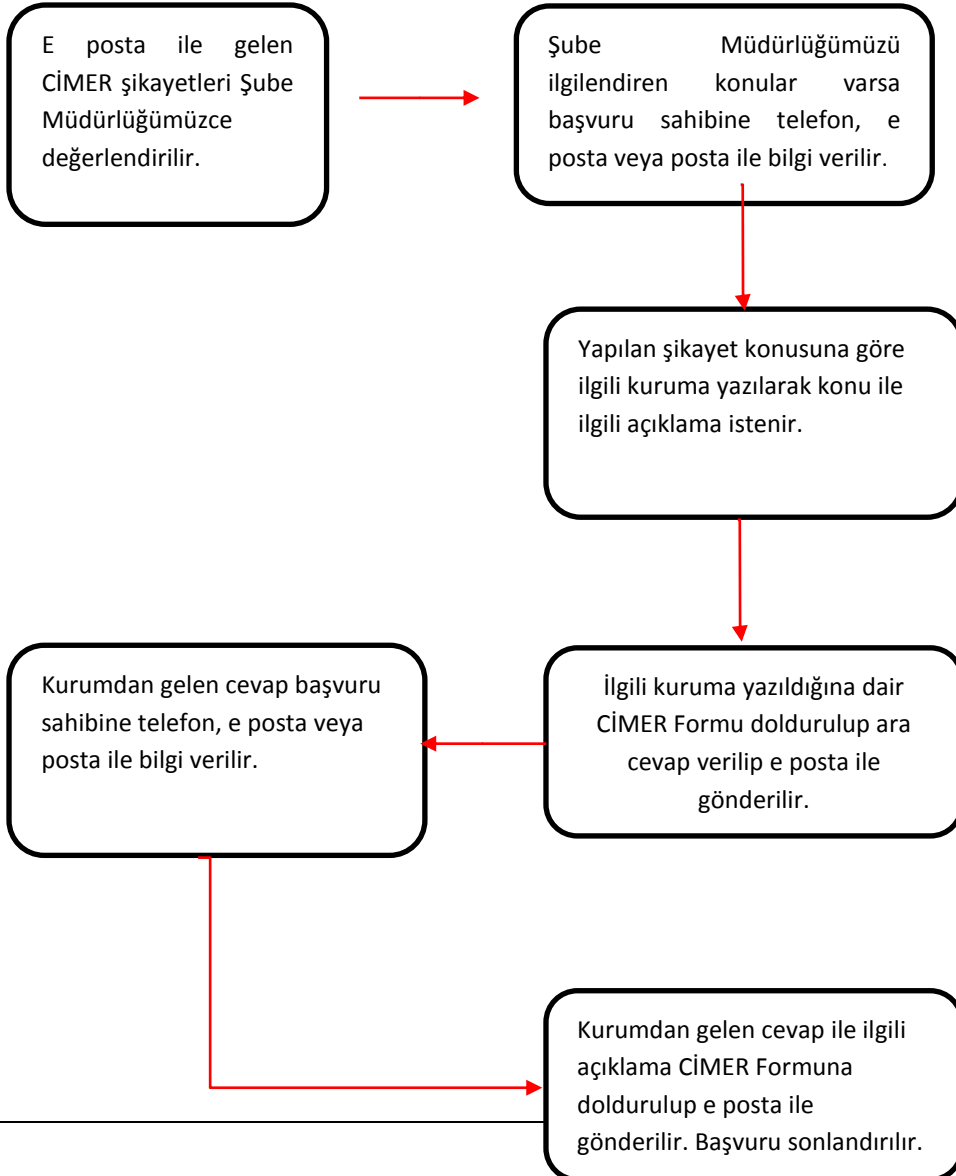 E posta ile gelen
CİMER şikayetleri Şube
Müdürlüğümüzce
değerlendirilir.
Şube Müdürlüğümüzü
ilgilendiren konular varsa
başvuru sahibine telefon, e
posta veya posta ile bilgi verilir.
Yapılan şikayet konusuna göre
ilgili kuruma yazılarak konu ile
ilgili açıklama istenir.
İlgili kuruma yazıldığına dair
CİMER Formu doldurulup ara
cevap verilip e posta ile
gönderilir.
Kurumdan gelen cevap başvuru
sahibine telefon, e posta veya
posta ile bilgi verilir.
Kurumdan gelen cevap ile ilgili
açıklama CİMER Formuna
doldurulup e posta ile
gönderilir. Başvuru sonlandırılır.